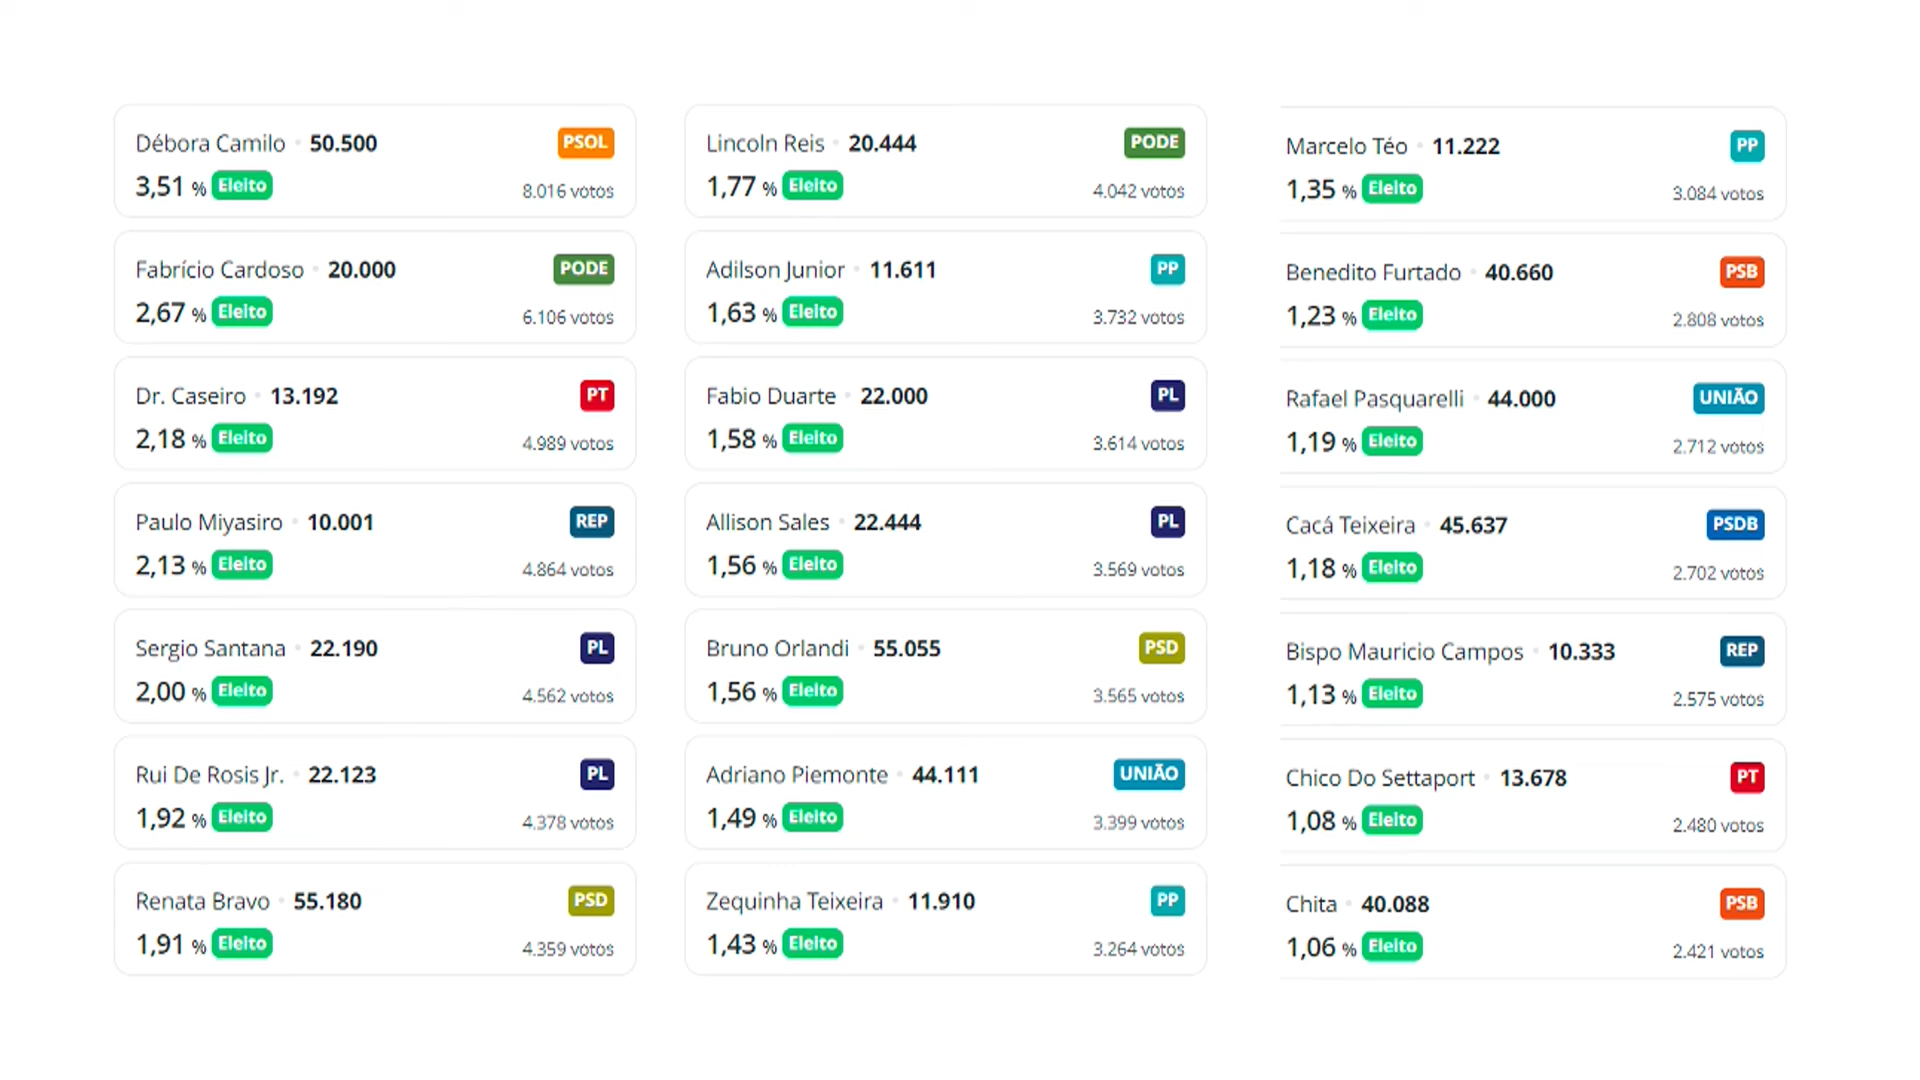 Débora Camilo • 50.500 PSOL
3,51 % Eleito 8.016 votos
Fabrício Cardoso • 20.000 PODE
2,67 % Eleito 6.106 votos
Dr. Caseiro • 13.192 PT
2,18 % Eleito 4.989 votos
Paulo Miyasiro • 10.001 REP
2,13 % Eleito 4.864 votos
Sergio Santana • 22.190 PL
2,00 % Eleito 4.562 votos
Rui De Rosis Jr. • 22.123 PL
1,92 % Eleito 4.378 votos
Renata Bravo • 55.180 PSD
1,91 % Eleito 4.359 votos
Lincoln Reis • 20.444 PODE
1,77 % Eleito 4.042 votos
Adilson Junior • 11.611 PP
1,63 % Eleito 3.732 votos
Fabio Duarte • 22.000 PL
1,58 % Eleito 3.614 votos
Allison Sales • 22.444 PL
1,56 % Eleito 3.569 votos
Bruno Orlandi • 55.055 PSD
1,56 % Eleito 3.565 votos
Adriano Piemonte • 44.111 UNIÃO
1,49 % Eleito 3.399 votos
Zequinha Teixeira • 11.910 PP
1,43 % Eleito 3.264 votos
Marcelo Téo • 11.222 PP
1,35 % Eleito 3.084 votos
Benedito Furtado • 40.660 PSB
1,23 % Eleito 2.808 votos
Rafael Pasquarelli • 44.000 UNIÃO
1,19 % Eleito 2.712 votos
Cacá Teixeira • 45.637 PSDB
1,18 % Eleito 2.702 votos
Bispo Mauricio Campos • 10.333 REP
1,13 % Eleito 2.575 votos
Chico Do Settaport • 13.678 PT
1,08 % Eleito 2.480 votos
Chita • 40.088 PSB
1,06 % Eleito 2.421 votos